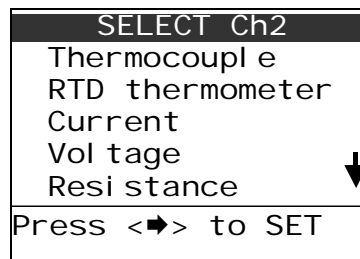 SELECT Ch2
Thermocouple
RTD thermometer
Current
Voltage
Resistance
Press <➡> to SET